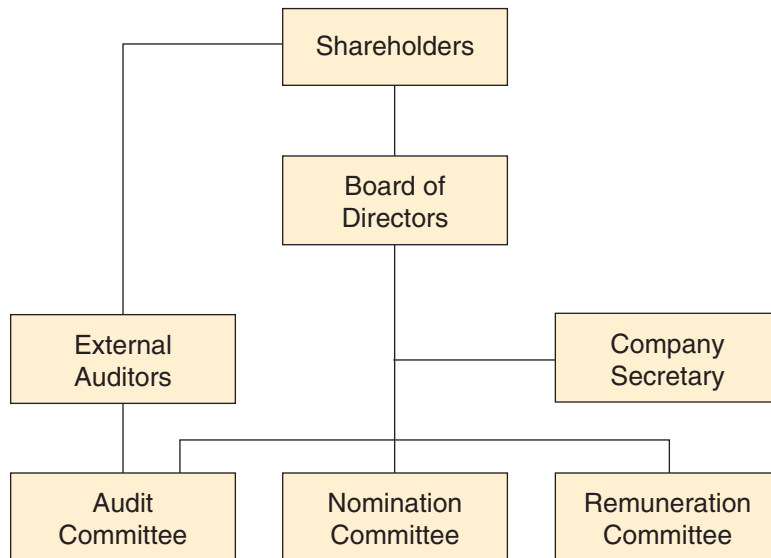 Shareholders
Board of
Directors
External
Auditors
Company
Secretary
Audit
Committee
Nomination
Committee
Remuneration
Committee